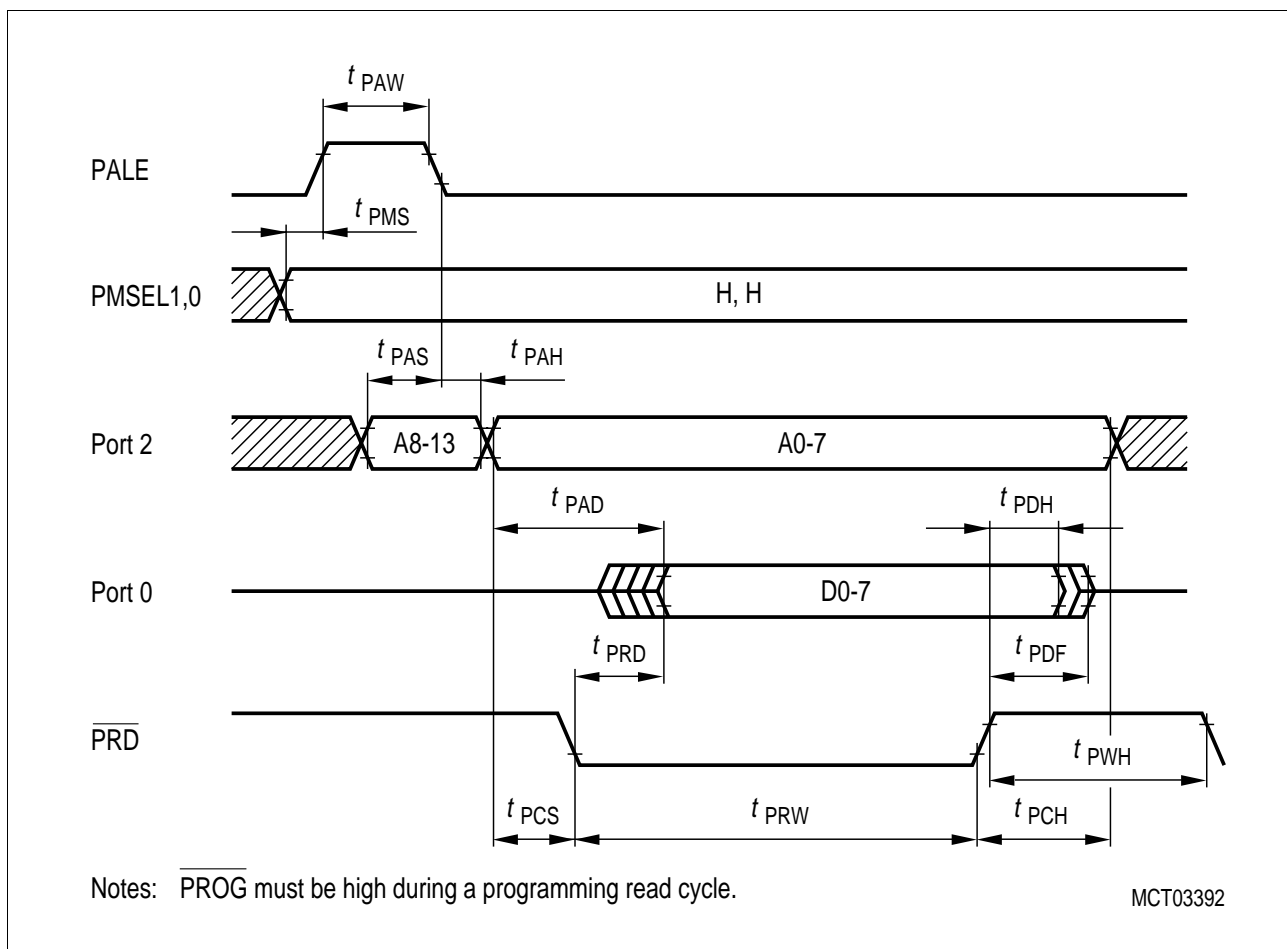 t PAW
PALE
t PMS
PMSEL1,0
H, H
t PAS
t PAH
Port 2
A8-13
A0-7
t PAD
t PDH
Port 0
D0-7
t PRD
t PDF
PRD
t PWH
t PCS
t PRW
t PCH
Notes: PROG must be high during a programming read cycle.
MCT03392